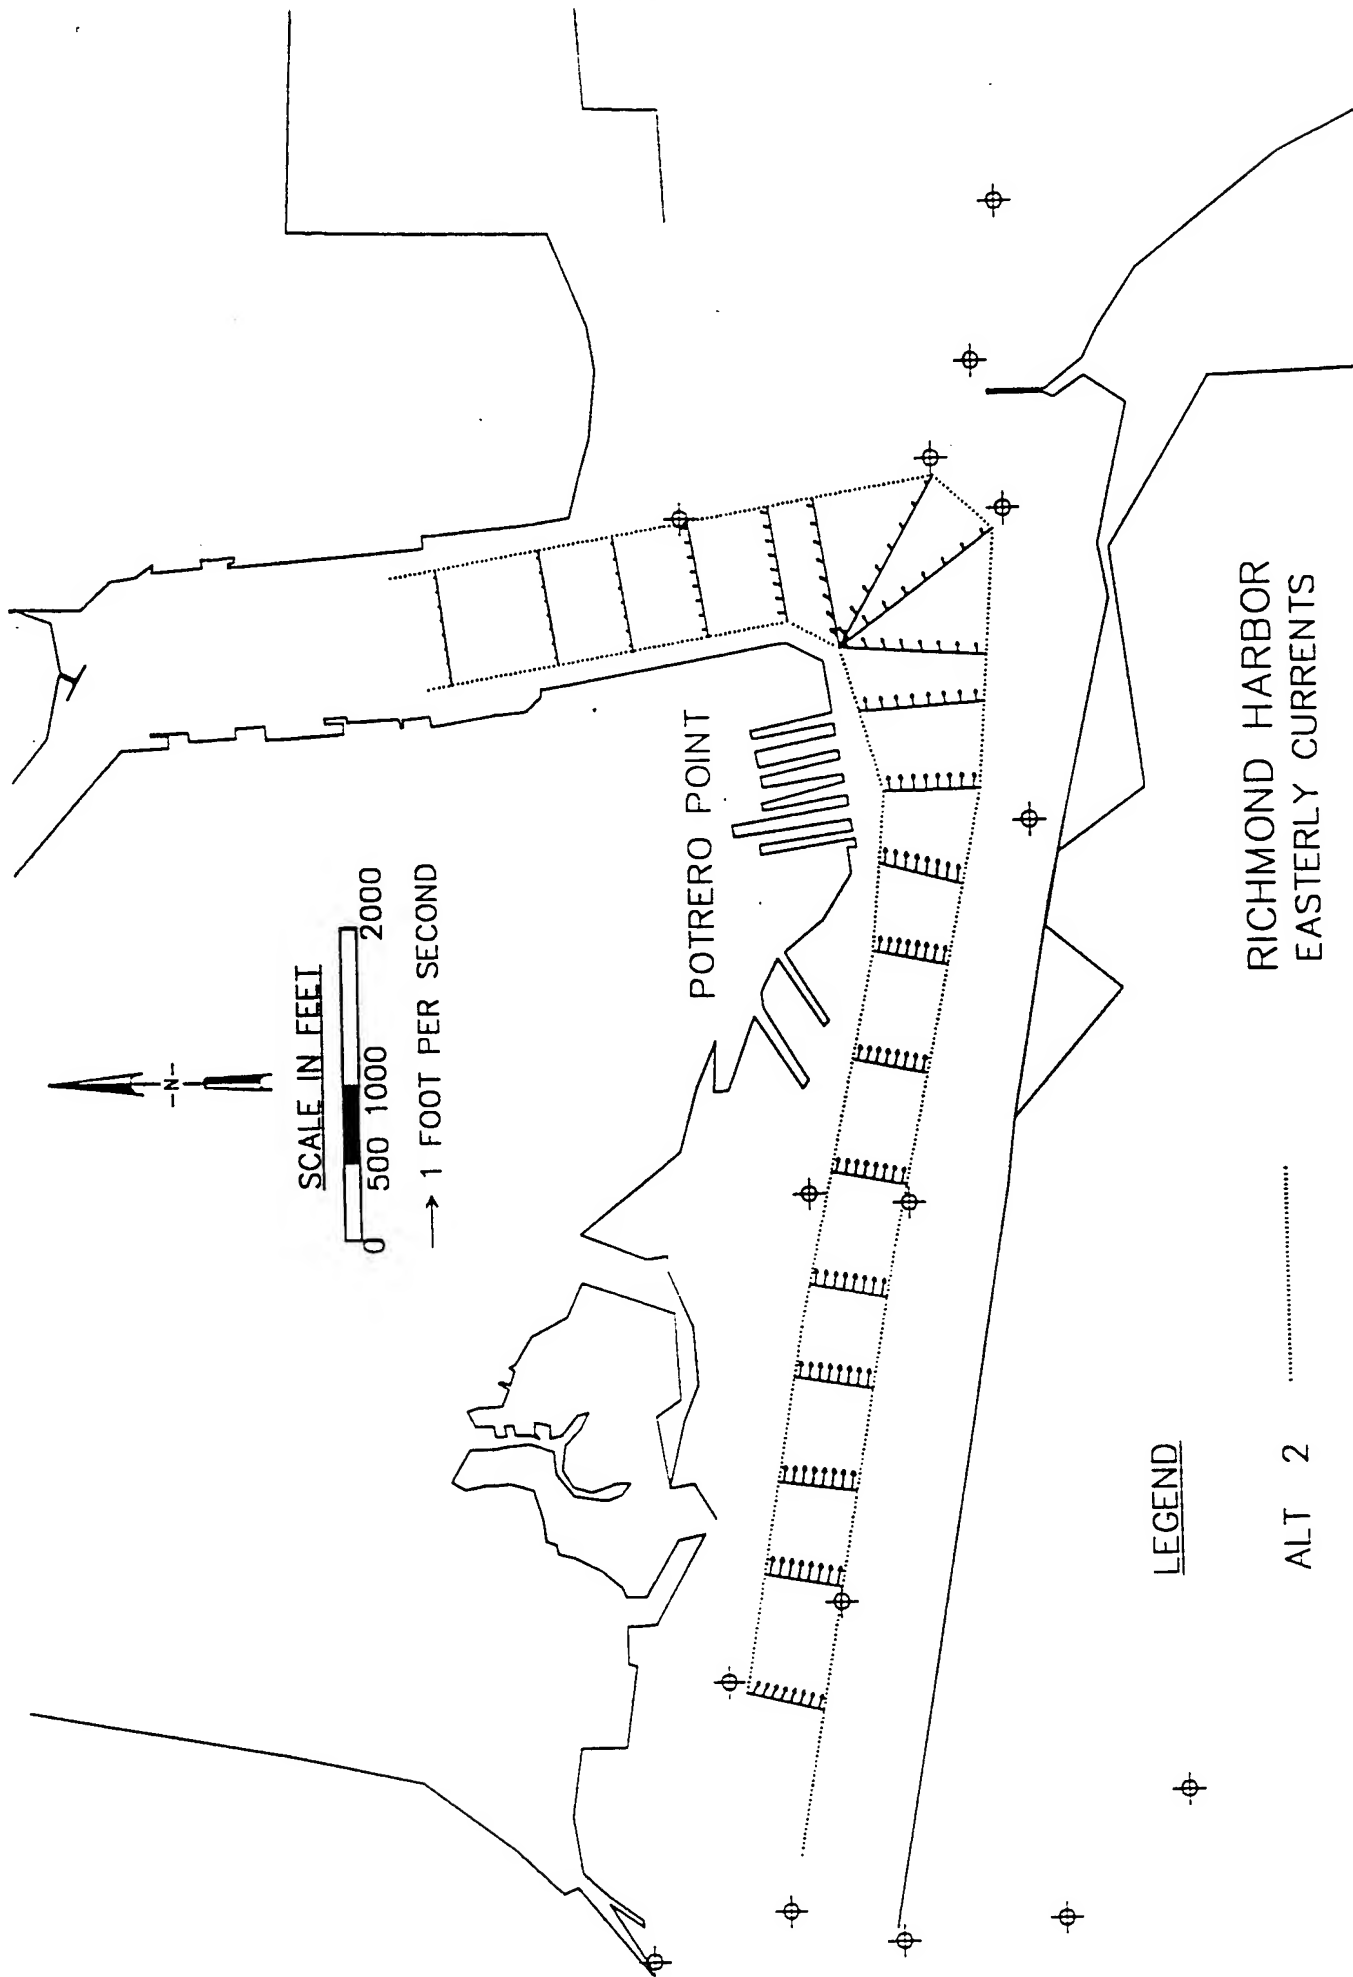 -N-
SCALE IN FEET
0 500 1000 2000
1 FOOT PER SECOND
POTRERO POINT
LEGEND
ALT 2
RICHMOND HARBOR
EASTERLY CURRENTS